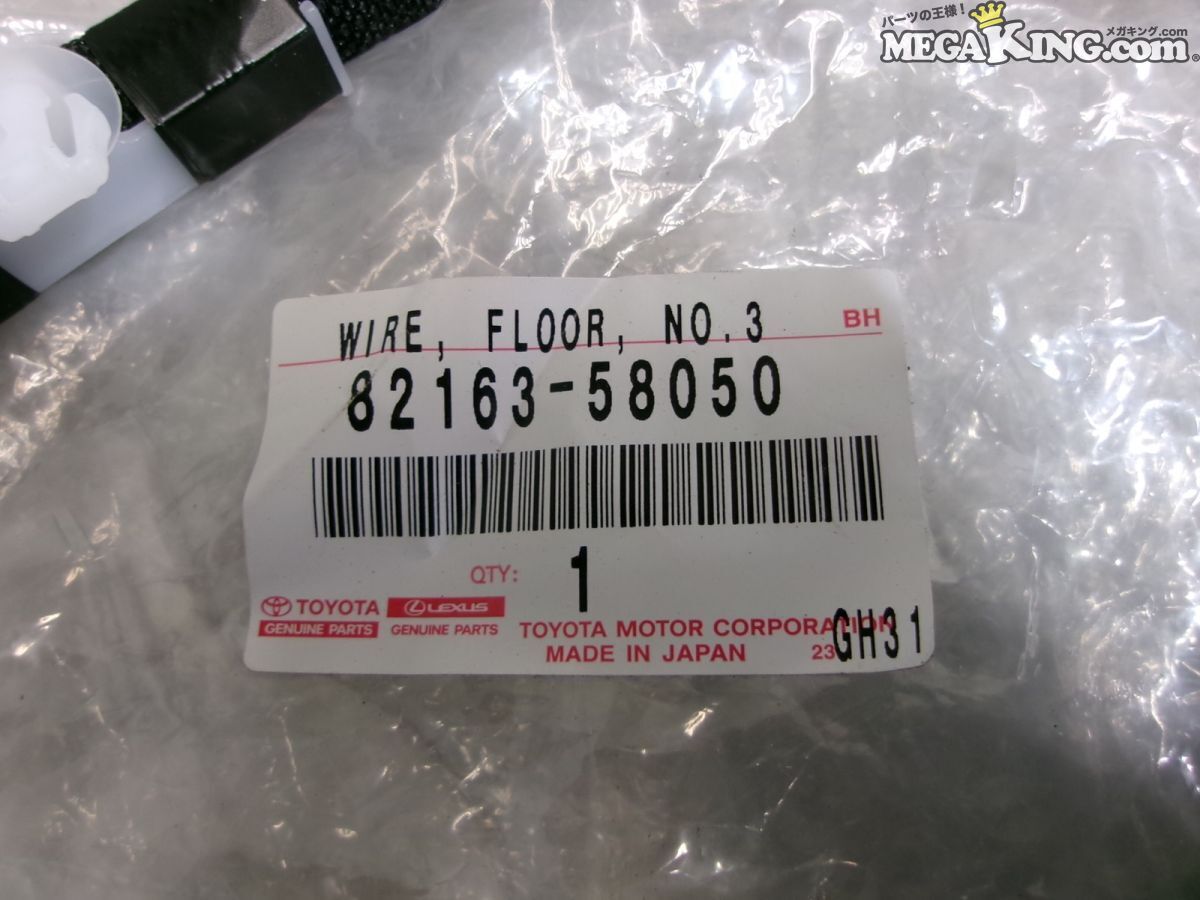 パーツの王様！
メガキング.com
MEGAKING.com®
WIRE, FLOOR, NO.3
BH
82163-58050
QTY: 1
TOYOTA
GENUINE PARTS
LEXUS
GENUINE PARTS
TOYOTA MOTOR CORPORATION
MADE IN JAPAN
23
GH31